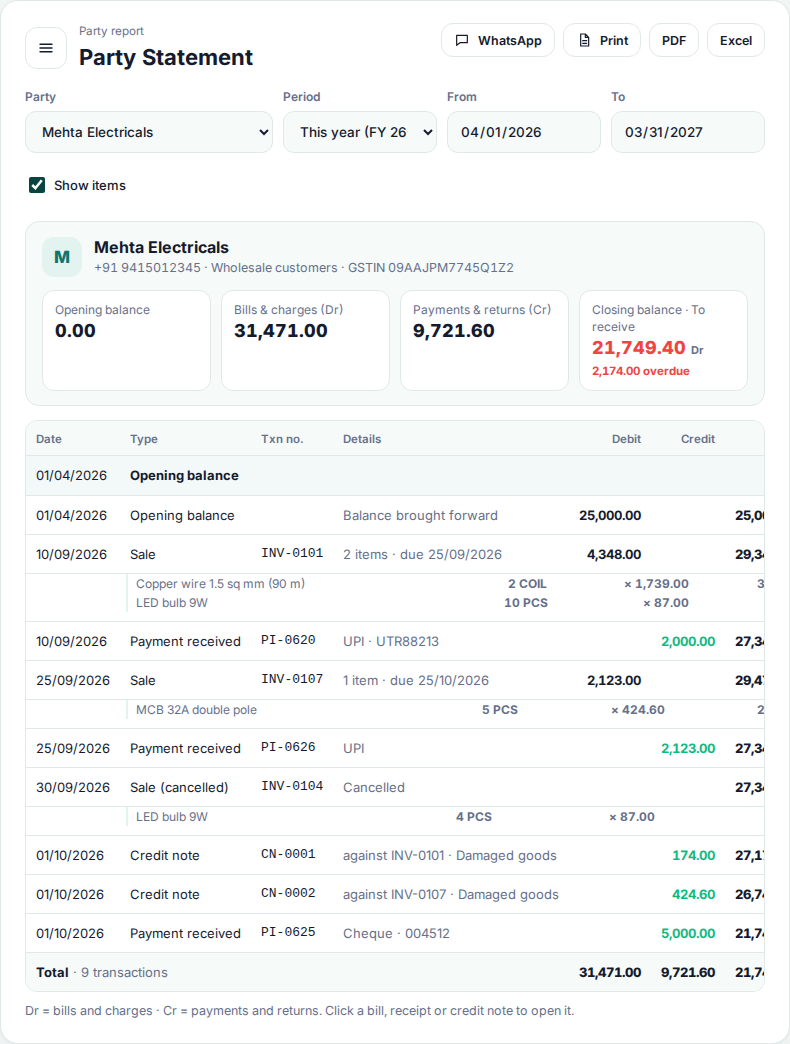 Party report
Party Statement
WhatsApp Print PDF Excel
Party Period From To
Mehta Electricals This year (FY 26 04/01/2026 03/31/2027
Show items
M
Mehta Electricals
+91 9415012345 · Wholesale customers · GSTIN 09AAJPM7745Q1Z2
Opening balance
0.00
Bills & charges (Dr)
31,471.00
Payments & returns (Cr)
9,721.60
Closing balance · To
receive
21,749.40 Dr
2,174.00 overdue
Date Type Txn no. Details Debit Credit
01/04/2026 Opening balance
01/04/2026 Opening balance Balance brought forward 25,000.00
10/09/2026 Sale INV-0101 2 items · due 25/09/2026 4,348.00
Copper wire 1.5 sq mm (90 m) 2 COIL × 1,739.00
LED bulb 9W 10 PCS × 87.00
10/09/2026 Payment received PI-0620 UPI · UTR88213 2,000.00
25/09/2026 Sale INV-0107 1 item · due 25/10/2026 2,123.00
MCB 32A double pole 5 PCS × 424.60
25/09/2026 Payment received PI-0626 UPI 2,123.00
30/09/2026 Sale (cancelled) INV-0104 Cancelled
LED bulb 9W 4 PCS × 87.00
01/10/2026 Credit note CN-0001 against INV-0101 · Damaged goods 174.00
01/10/2026 Credit note CN-0002 against INV-0107 · Damaged goods 424.60
01/10/2026 Payment received PI-0625 Cheque · 004512 5,000.00
Total · 9 transactions 31,471.00 9,721.60
Dr = bills and charges · Cr = payments and returns. Click a bill, receipt or credit note to open it.